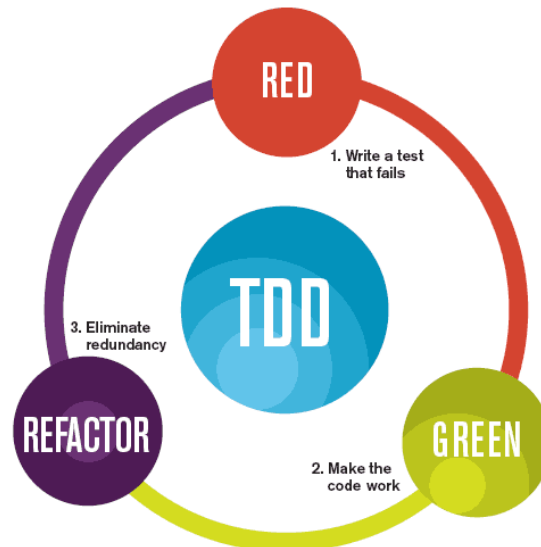 RED
1. Write a test
that fails
TDD
3. Eliminate
redundancy
REFACTOR
GREEN
2. Make the
code work